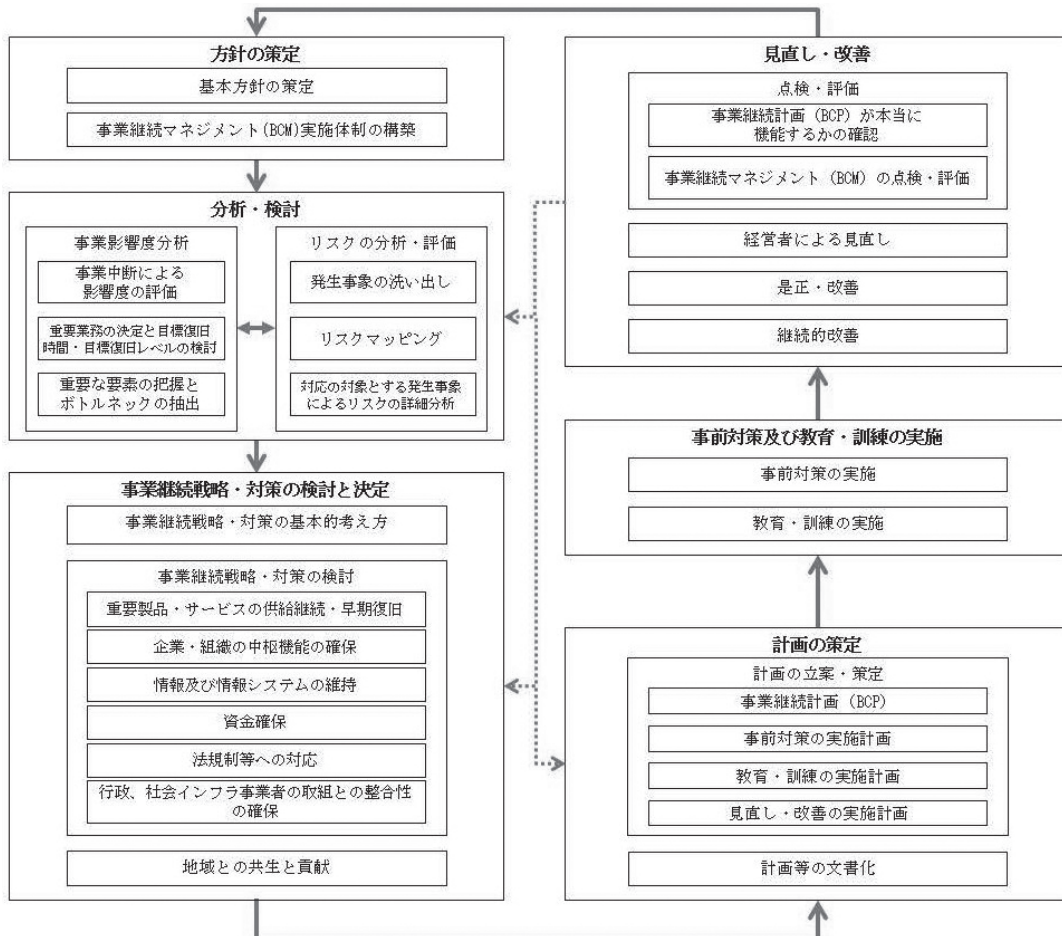 方針の策定
基本方針の策定
事業継続マネジメント(BCM)実施体制の構築
分析・検討
事業影響度分析
事業中断による
影響度の評価
重要業務の決定と目標復旧
時間・目標復旧レベルの検討
重要な要素の把握と
ボトルネックの抽出
リスクの分析・評価
発生事象の洗い出し
リスクマッピング
対応の対象とする発生事象
によるリスクの詳細分析
事業継続戦略・対策の検討と決定
事業継続戦略・対策の基本的考え方
事業継続戦略・対策の検討
重要製品・サービスの供給継続・早期復旧
企業・組織の中枢機能の確保
情報及び情報システムの維持
資金確保
法規制等への対応
行政、社会インフラ事業者の取組との整合性
の確保
地域との共生と貢献
見直し・改善
点検・評価
事業継続計画（BCP）が本当に
機能するかの確認
事業継続マネジメント（BCM）の点検・評価
経営者による見直し
是正・改善
継続的改善
事前対策及び教育・訓練の実施
事前対策の実施
教育・訓練の実施
計画の策定
計画の立案・策定
事業継続計画（BCP）
事前対策の実施計画
教育・訓練の実施計画
見直し・改善の実施計画
計画等の文書化